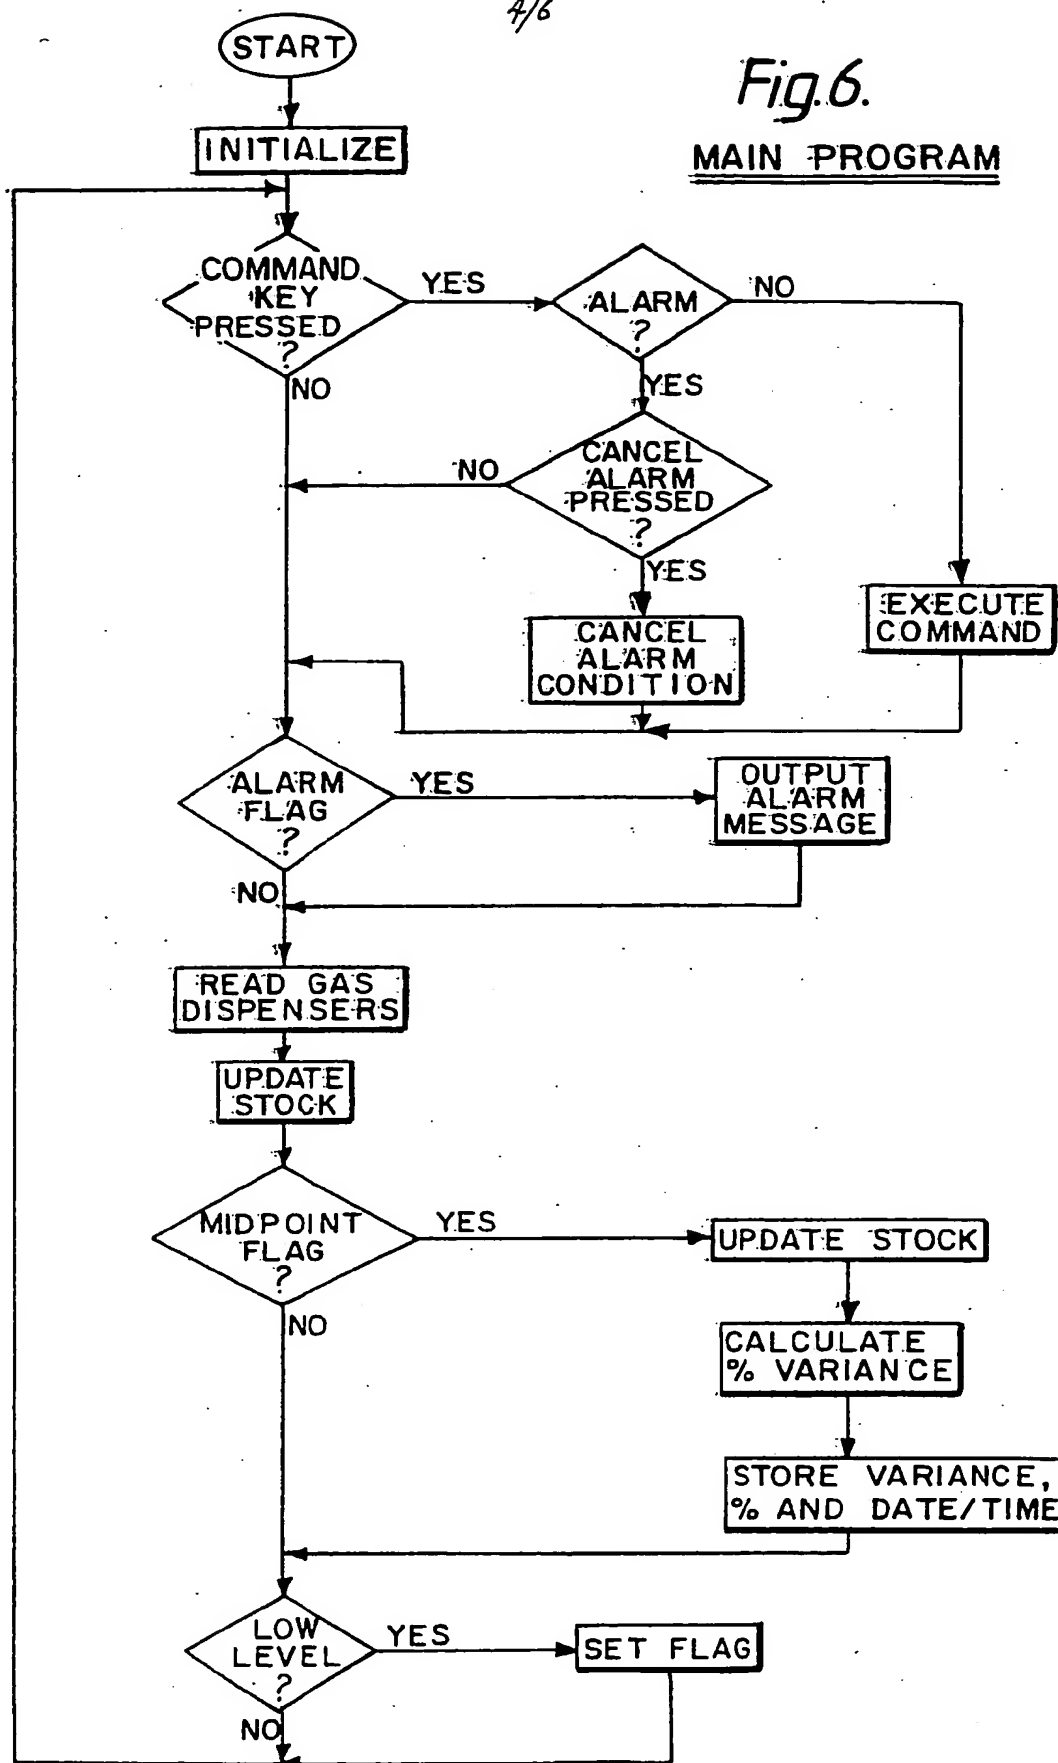 4/6
START
Fig.6.
MAIN PROGRAM
INITIALIZE
COMMAND
KEY
PRESSED
?
YES
NO
ALARM
?
NO
YES
CANCEL
ALARM
PRESSED
?
NO
YES
EXECUTE
COMMAND
CANCEL
ALARM
CONDITION
ALARM
FLAG
?
YES
OUTPUT
ALARM
MESSAGE
NO
READ GAS
DISPENSERS
UPDATE
STOCK
MIDPOINT
FLAG
?
YES
UPDATE STOCK
NO
CALCULATE
% VARIANCE
STORE VARIANCE,
% AND DATE/TIME
LOW
LEVEL
?
YES
SET FLAG
NO